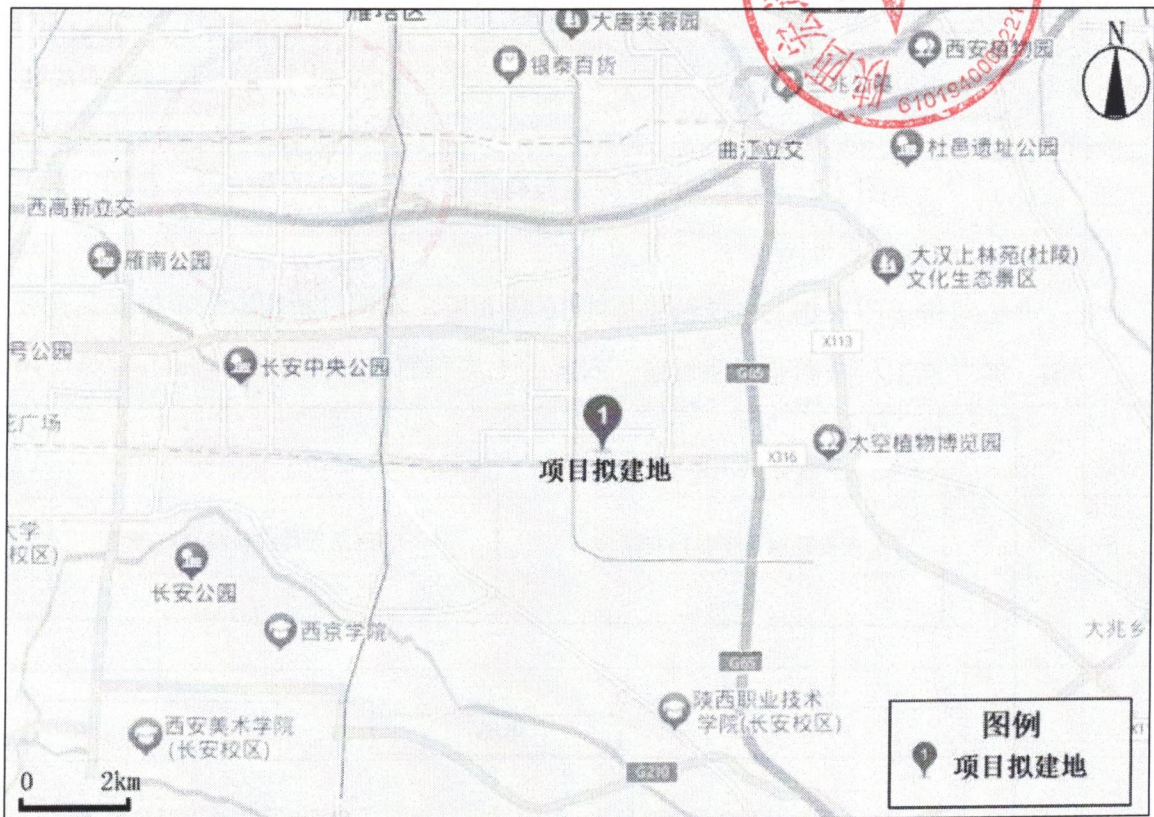 大唐芙蓉园
银泰百货
西安植物园
N
6101940000221
曲江立交
杜邑遗址公园
西高新立交
雁南公园
大汉上林苑(杜陵)
文化生态景区
号公园
长安中央公园
X113
G65
广场
1
太空植物博览园
X316
项目拟建地
大学
校区)
长安公园
西京学院
大兆乡
G65
陕西职业技术
学院(长安校区)
西安美术学院
(长安校区)
图例
1 项目拟建地
G210
0 2km